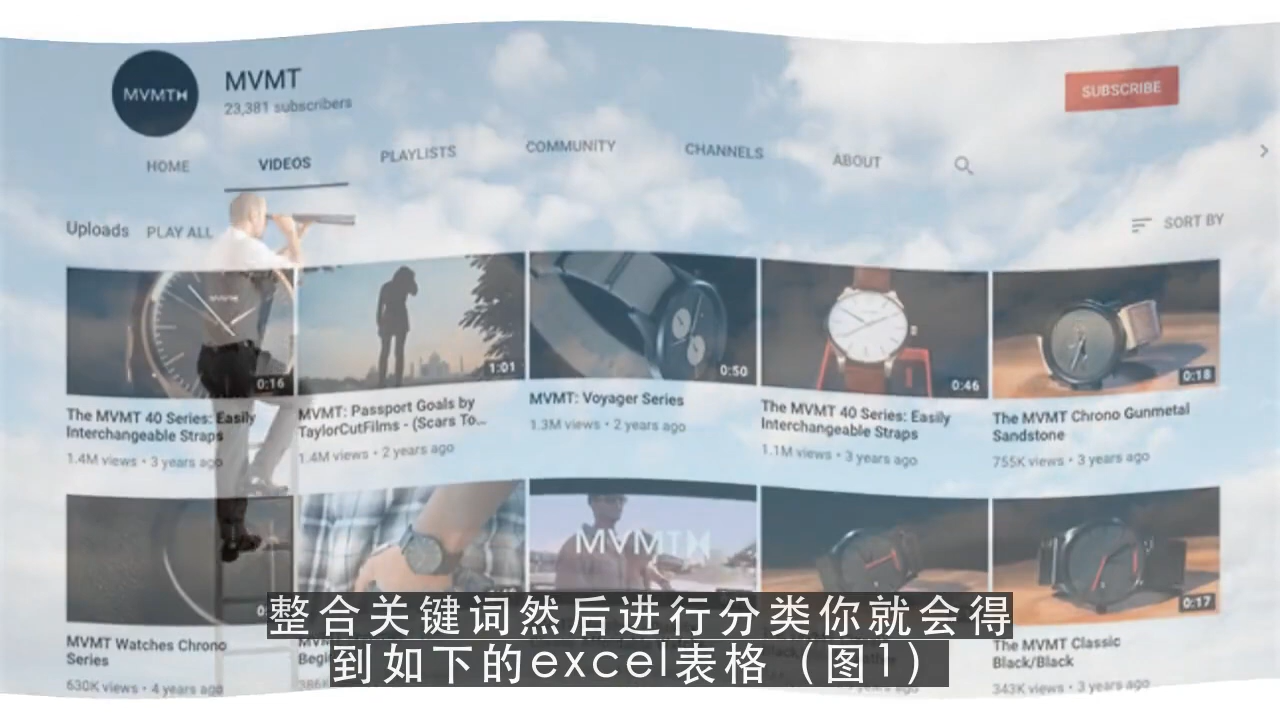 MVMT
MVMT
23,381 subscribers
SUBSCRIBE
HOME
VIDEOS
PLAYLISTS
COMMUNITY
CHANNELS
ABOUT
Uploads
PLAY ALL
SORT BY
MVMT
0:16
1:01
0:50
0:46
0:18
The MVMT 40 Series: Easily
Interchangeable Straps
1.4M views • 3 years ago
MVMT: Passport Goals by
TaylorCutFilms - (Scars To...
1.4M views • 2 years ago
MVMT: Voyager Series
1.3M views • 2 years ago
The MVMT 40 Series: Easily
Interchangeable Straps
1.1M views • 3 years ago
The MVMT Chrono Gunmetal
Sandstone
755K views • 3 years ago
MVMT
0:17
MVMT Watches Chrono
Series
630K views • 4 years ago
The MVMT Classic
Black/Black
343K views • 3 years ago
整合关键词然后进行分类你就会得
到如下的excel表格（图1）